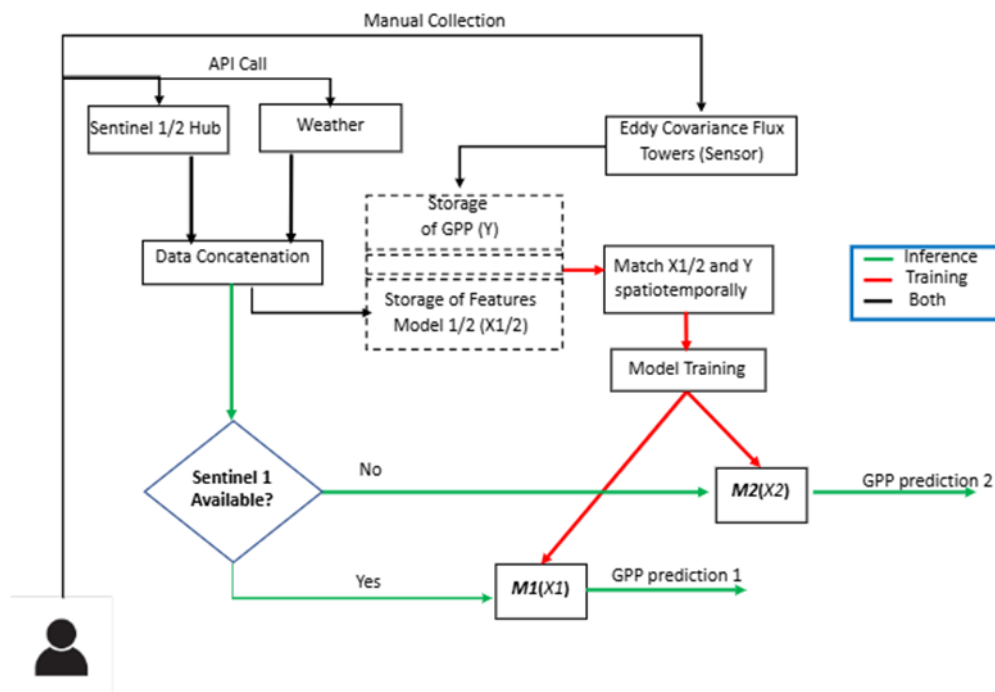 Manual Collection
API Call
Sentinel 1/2 Hub
Weather
Eddy Covariance Flux
Towers (Sensor)
Storage
of GPP (Y)
Data Concatenation
Storage of Features
Model 1/2 (X1/2)
Match X1/2 and Y
spatiotemporally
Inference
Training
Both
Model Training
Sentinel 1
Available?
No
M2(X2)
GPP prediction 2
Yes
M1(X1)
GPP prediction 1